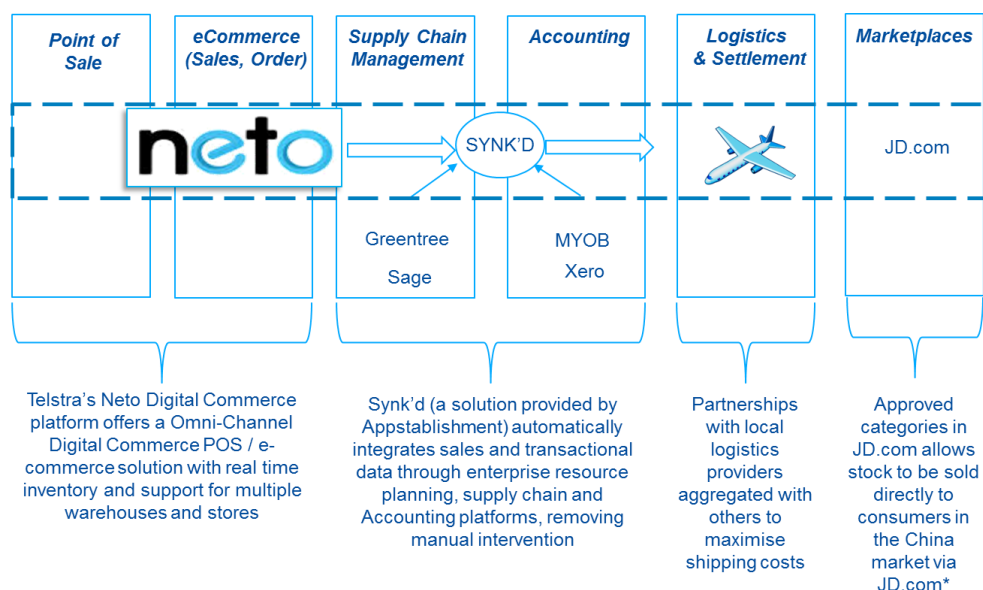 Point of
Sale
eCommerce
(Sales, Order)
Supply Chain
Management
Accounting
Logistics
& Settlement
Marketplaces
neto
SYNK’D
JD.com
Greentree
Sage
MYOB
Xero
Telstra’s Neto Digital Commerce
platform offers a Omni-Channel
Digital Commerce POS / e-
commerce solution with real time
inventory and support for multiple
warehouses and stores
Synk’d (a solution provided by
Appstablishment) automatically
integrates sales and transactional
data through enterprise resource
planning, supply chain and
Accounting platforms, removing
manual intervention
Partnerships
with local
logistics
providers
aggregated with
others to
maximise
shipping costs
Approved
categories in
JD.com allows
stock to be sold
directly to
consumers in
the China
market via
JD.com*